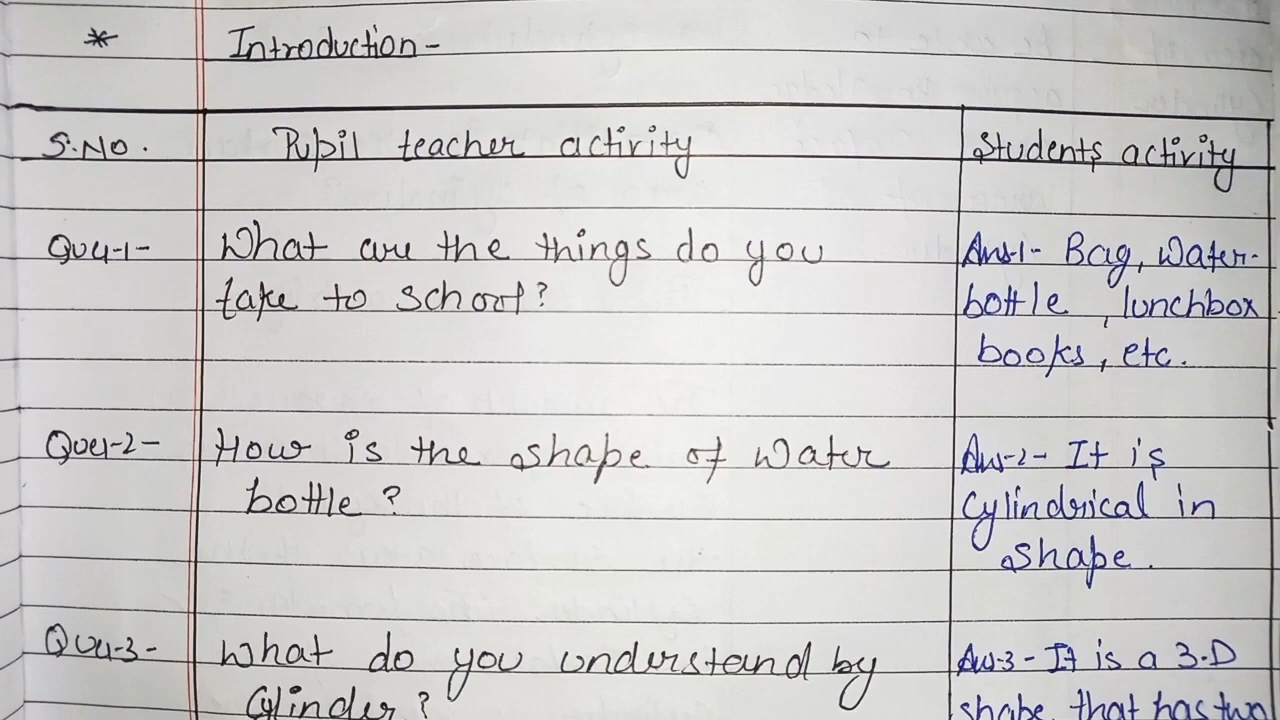 * Introduction -
S.No. Pupil teacher activity Students activity
Que-1- What are the things do you Ans-1- Bag, Water-
take to school? bottle, lunchbox
books, etc.
Que-2- How is the shape of water Ans-2- It is
bottle? Cylindrical in
shape.
Que-3- What do you understand by Ans-3- It is a 3-D
Cylinder? shape that has two